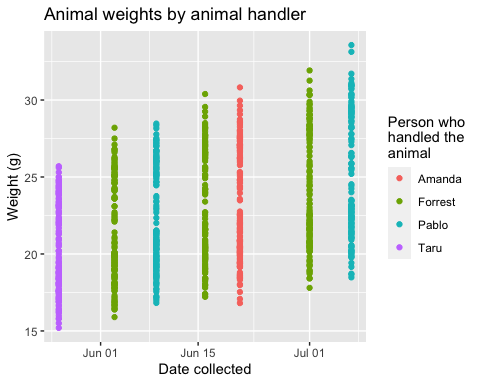 Animal weights by animal handler
Weight (g)
30
25
20
15
Jun 01
Jun 15
Jul 01
Date collected
Person who
handled the
animal
Amanda
Forrest
Pablo
Taru